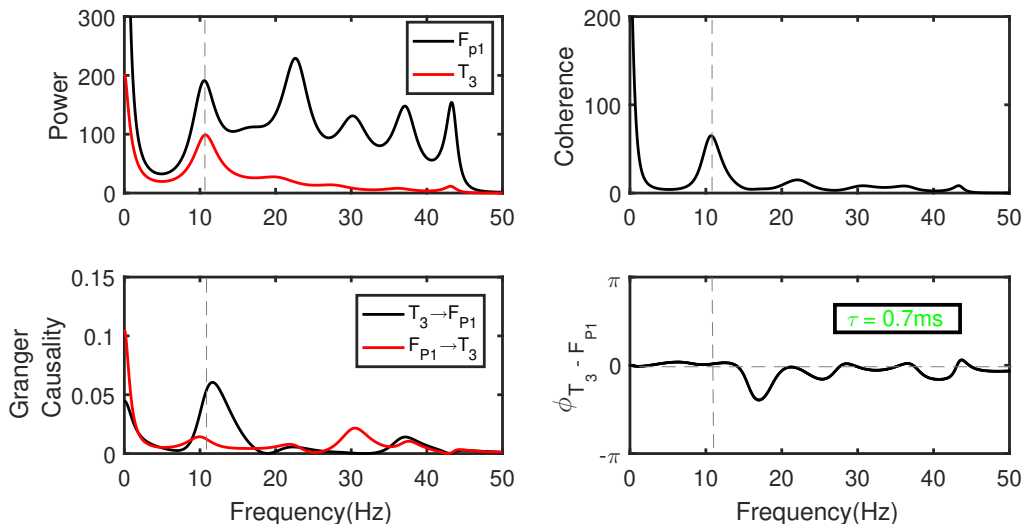 300
200
100
0
Power
0 10 20 30 40 50
Fp1
T3
200
100
0
Coherence
0 10 20 30 40 50
0.15
0.1
0.05
0
Granger
Causality
0 10 20 30 40 50
Frequency(Hz)
T3→FP1
FP1→T3
π
0
-π
ϕT3 - FP1
τ = 0.7ms
0 10 20 30 40 50
Frequency(Hz)